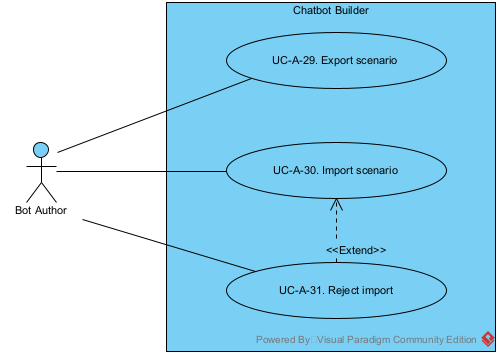 Chatbot Builder
UC-A-29. Export scenario
UC-A-30. Import scenario
Bot Author
<<Extend>>
UC-A-31. Reject import
Powered By Visual Paradigm Community Edition